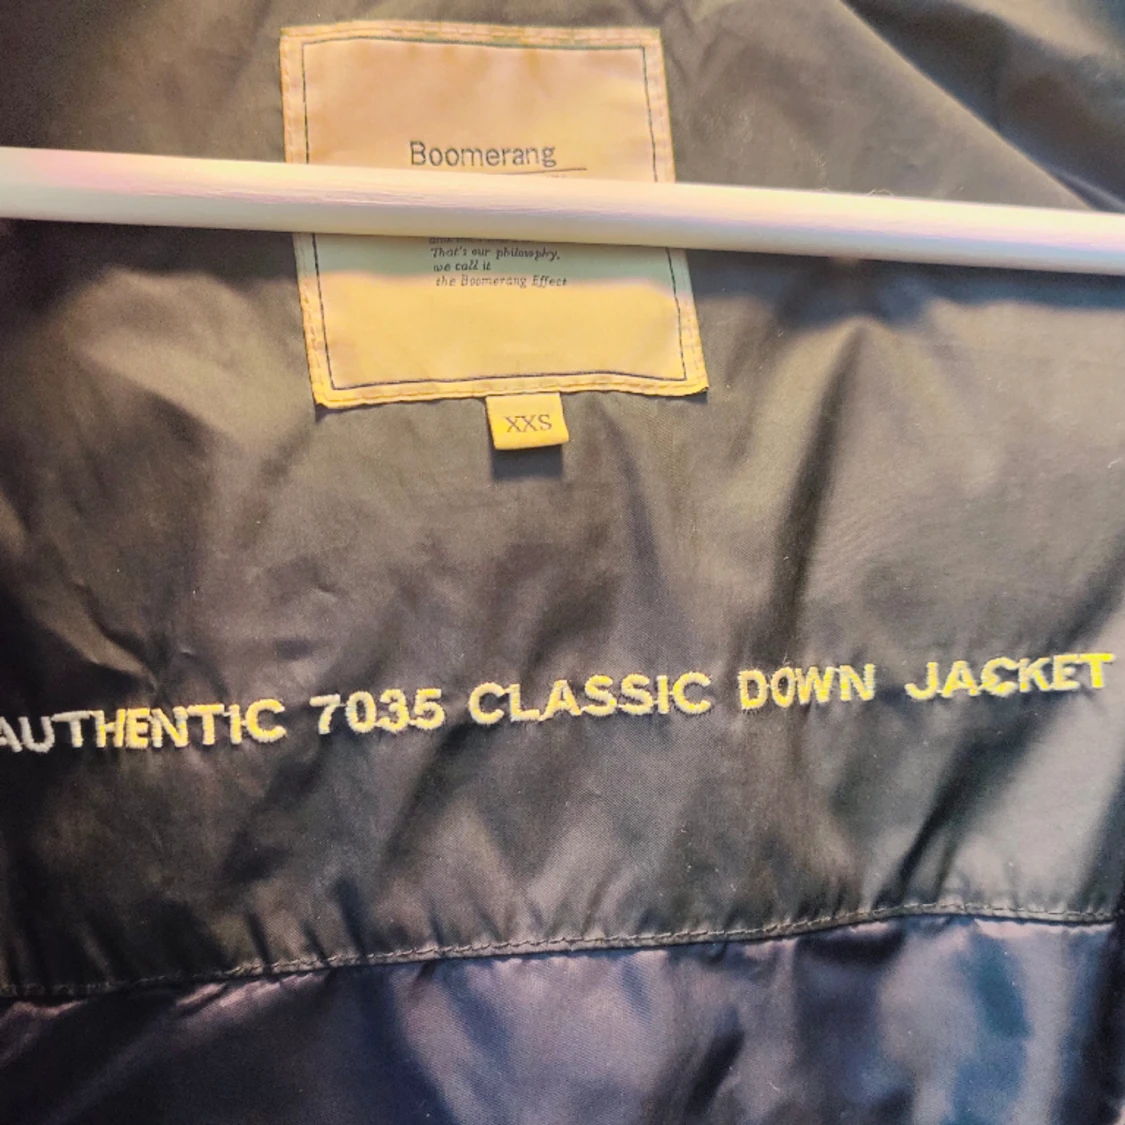 Boomerang
That's our philosophy,
we call it
the Boomerang Effect
XXS
AUTHENTIC 7035 CLASSIC DOWN JACKET